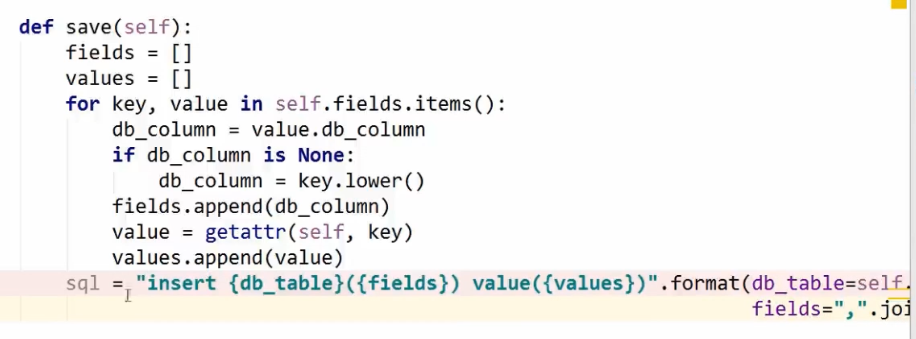 def save(self):
    fields = []
    values = []
    for key, value in self.fields.items():
        db_column = value.db_column
        if db_column is None:
            db_column = key.lower()
        fields.append(db_column)
        value = getattr(self, key)
        values.append(value)
    sql = "insert {db_table}({fields}) value({values})".format(db_table=self.
fields=",".joi